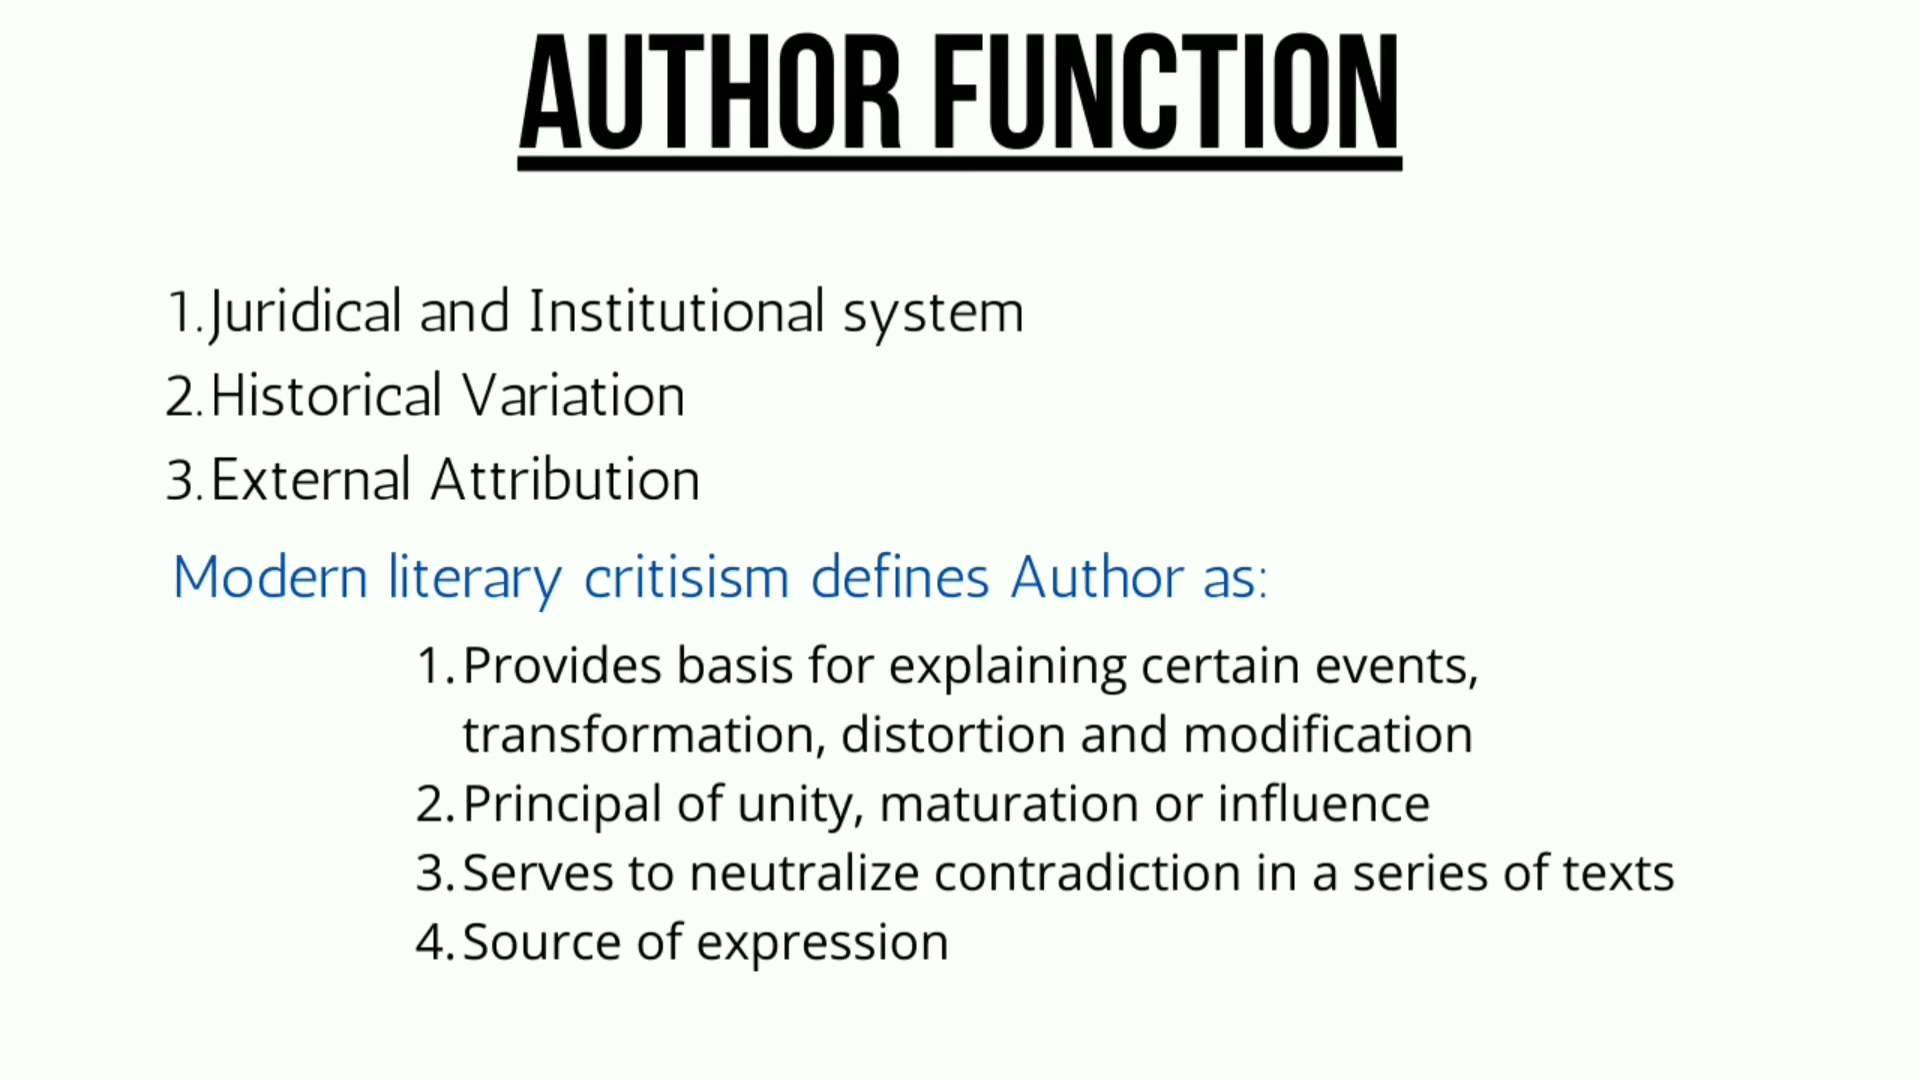 AUTHOR FUNCTION
1.Juridical and Institutional system
2.Historical Variation
3.External Attribution
Modern literary critisism defines Author as:
1.Provides basis for explaining certain events,
transformation, distortion and modification
2.Principal of unity, maturation or influence
3.Serves to neutralize contradiction in a series of texts
4.Source of expression